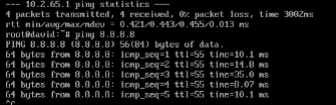 --- 10.2.65.1 ping statistics ---
4 packets transmitted, 4 received, 0% packet loss, time 3002ms
rtt min/avg/max/mdev = 0.421/0.443/0.455/0.013 ms
root@david:~# ping 8.8.8.8
PING 8.8.8.8 (8.8.8.8) 56(84) bytes of data.
64 bytes from 8.8.8.8: icmp_seq=1 ttl=55 time=10.1 ms
64 bytes from 8.8.8.8: icmp_seq=2 ttl=55 time=14.8 ms
64 bytes from 8.8.8.8: icmp_seq=3 ttl=55 time=35.0 ms
64 bytes from 8.8.8.8: icmp_seq=4 ttl=55 time=8.07 ms
64 bytes from 8.8.8.8: icmp_seq=5 ttl=55 time=10.1 ms
^C